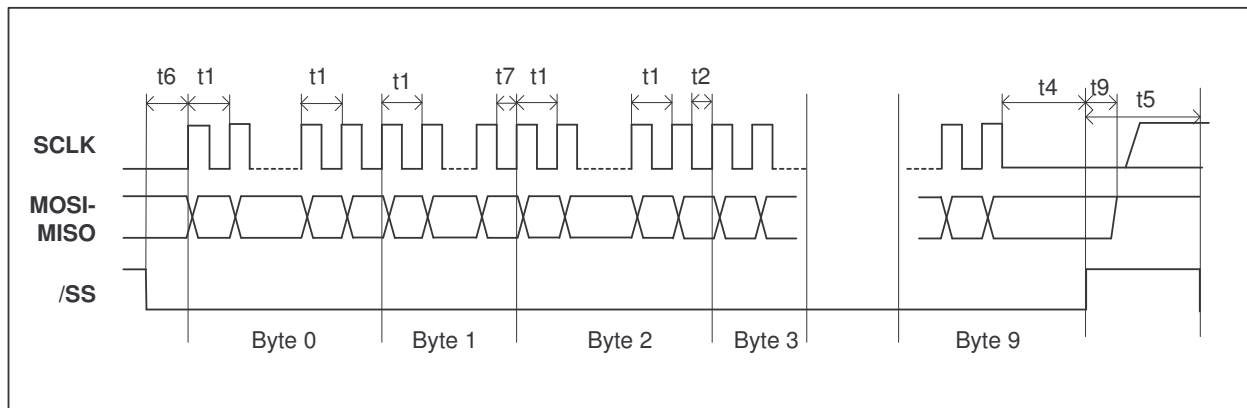 t6 t1 t1 t1 t7 t1 t1 t2 t4 t9 t5
SCLK
MOSI-
MISO
/SS
Byte 0 Byte 1 Byte 2 Byte 3 Byte 9